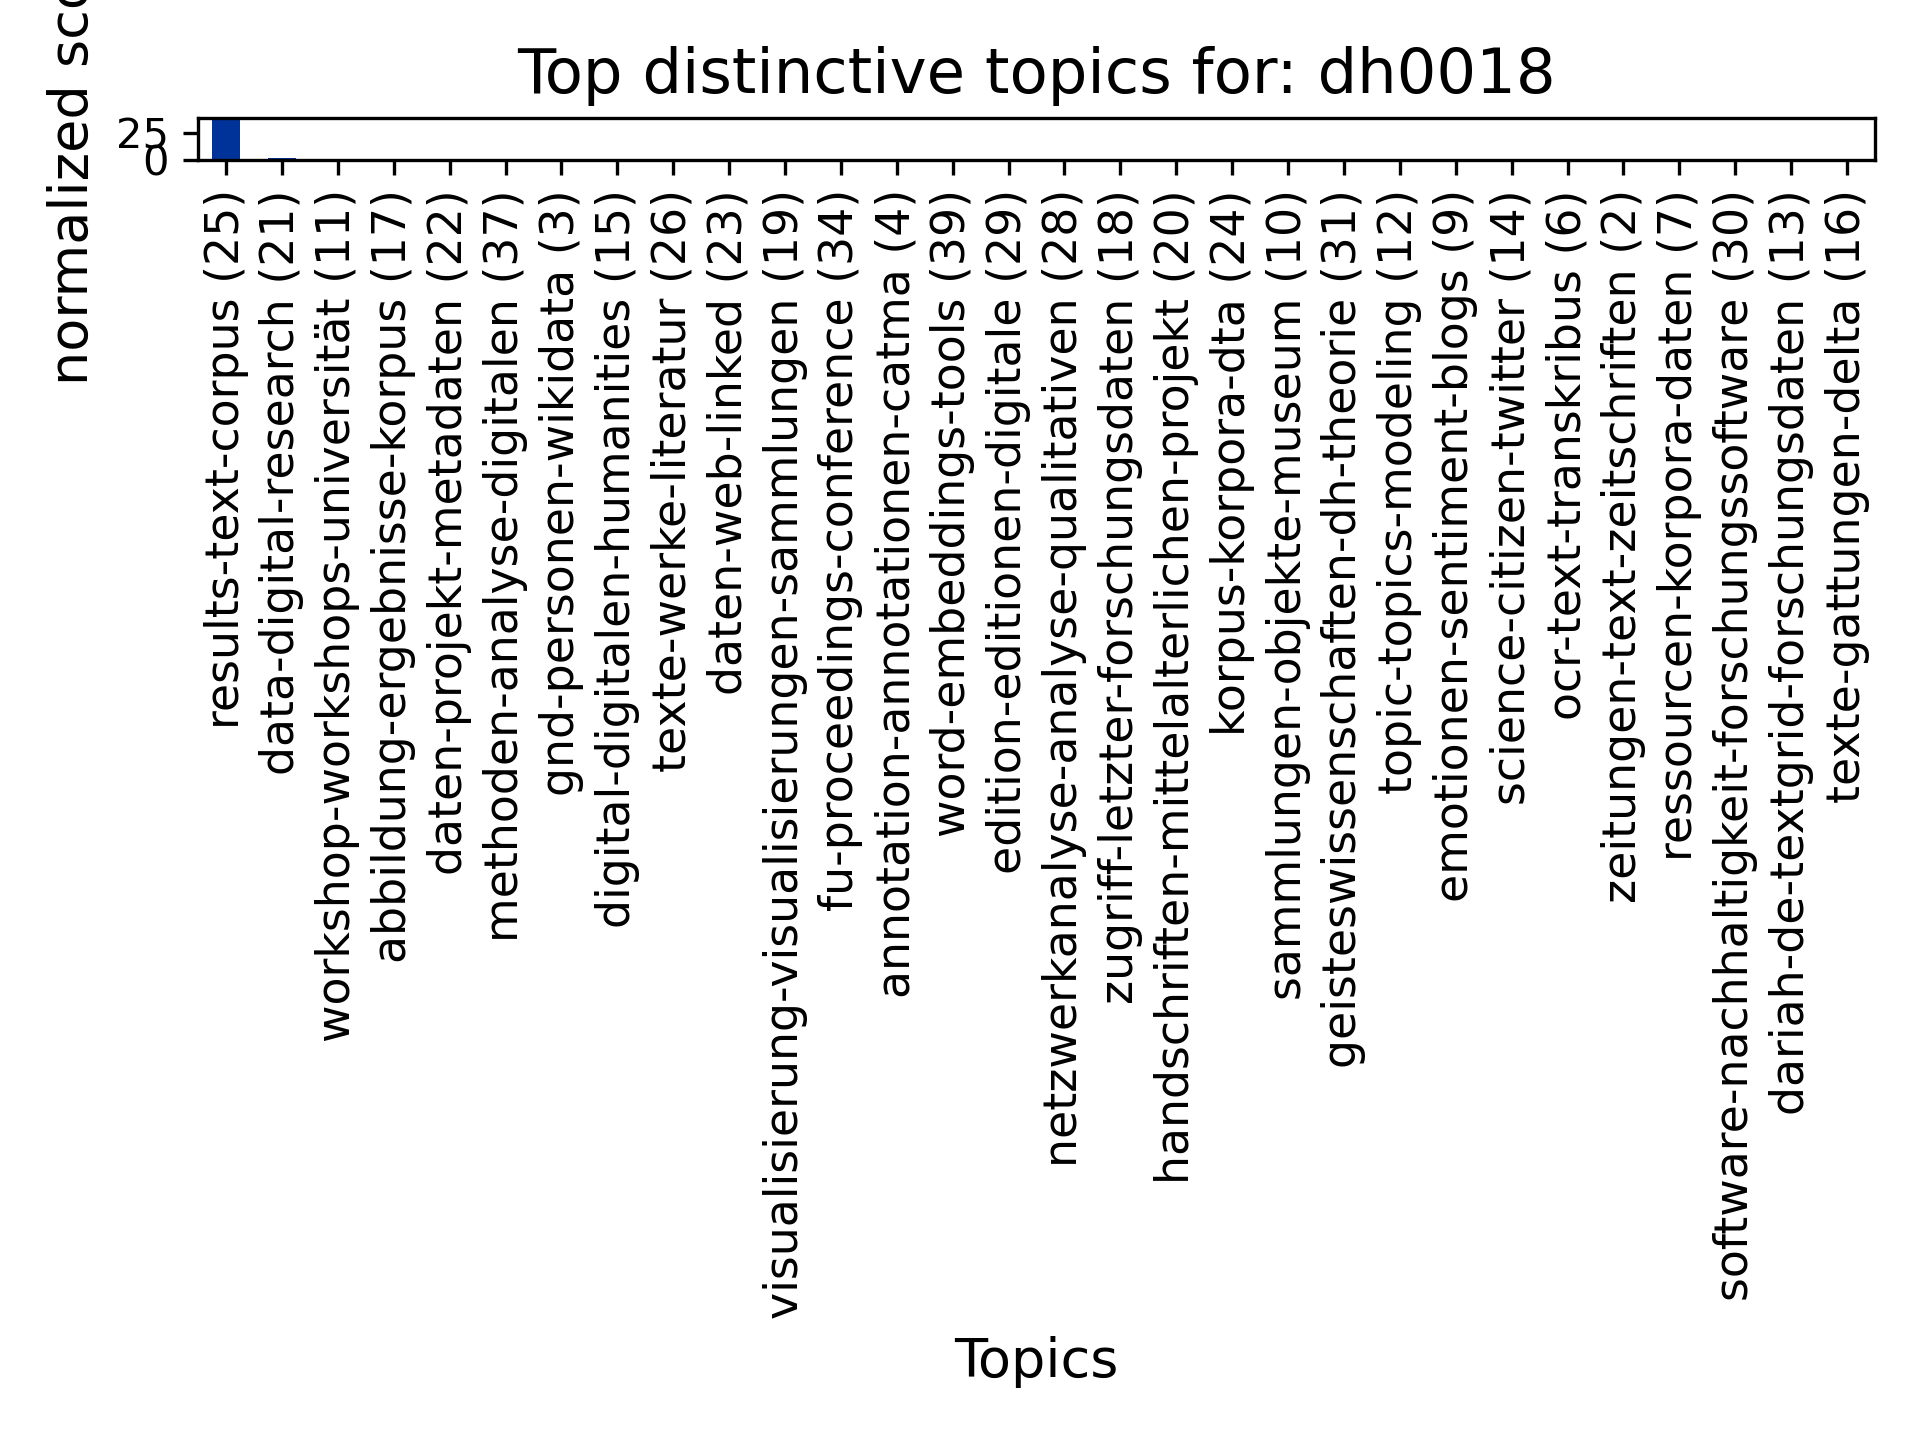 Top distinctive topics for: dh0018
normalized
25
0
results-text-corpus (25)
data-digital-research (21)
workshop-workshops-universität (11)
abbildung-ergebnisse-korpus (17)
daten-projekt-metadaten (22)
methoden-analyse-digitalen (37)
gnd-personen-wikidata (3)
digital-digitalen-humanities (15)
texte-werke-literatur (26)
daten-web-linked (23)
visualisierung-visualisierungen-sammlungen (19)
fu-proceedings-conference (34)
annotation-annotationen-catma (4)
word-embeddings-tools (39)
edition-editionen-digitale (29)
netzwerkanalyse-analyse-qualitativen (28)
zugriff-letzter-forschungsdaten (18)
handschriften-mittelalterlichen-projekt (20)
korpus-korpora-dta (24)
sammlungen-objekte-museum (10)
geisteswissenschaften-dh-theorie (31)
topic-topics-modeling (12)
emotionen-sentiment-blogs (9)
science-citizen-twitter (14)
ocr-text-transkribus (6)
zeitungen-text-zeitschriften (2)
ressourcen-korpora-daten (7)
software-nachhaltigkeit-forschungssoftware (30)
dariah-de-textgrid-forschungsdaten (13)
texte-gattungen-delta (16)
Topics